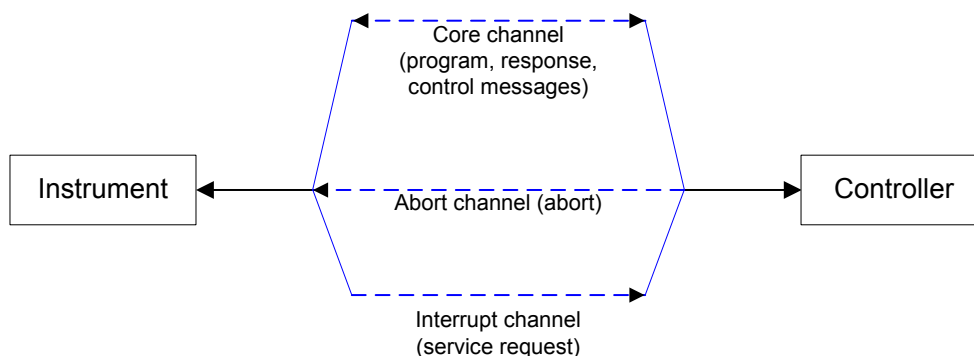 Core channel
(program, response,
control messages)
Instrument
Controller
Abort channel (abort)
Interrupt channel
(service request)